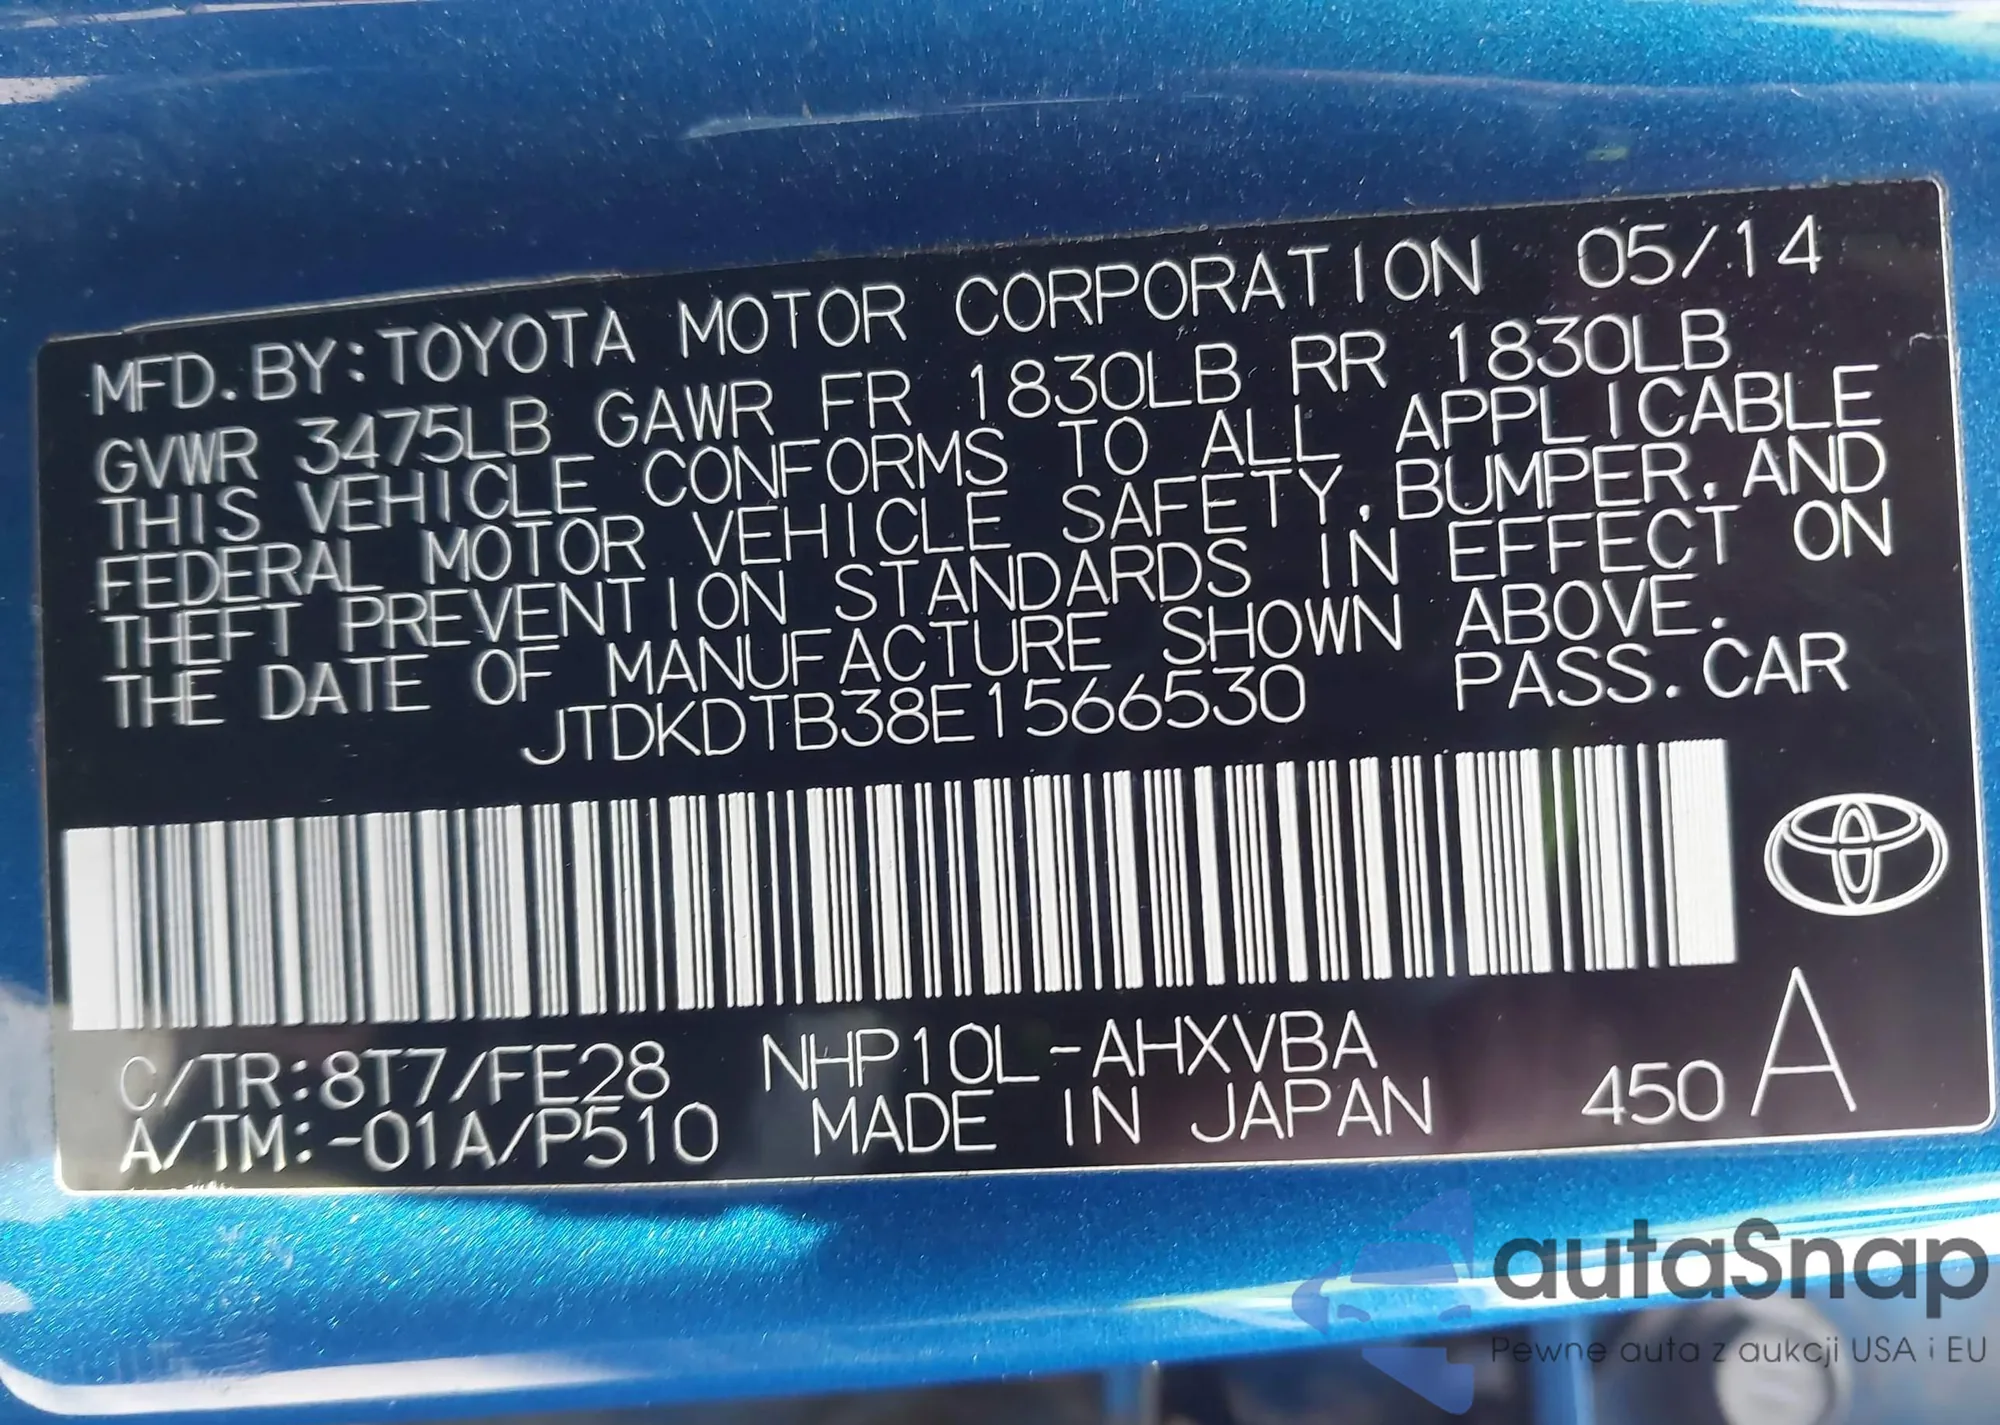 MFD. BY: TOYOTA MOTOR CORPORATION 05/14
GVWR 3475LB GAWR FR 1830LB RR 1830LB
THIS VEHICLE CONFORMS TO ALL APPLICABLE
FEDERAL MOTOR VEHICLE SAFETY, BUMPER, AND
THEFT PREVENTION STANDARDS IN EFFECT ON
THE DATE OF MANUFACTURE SHOWN ABOVE.
JTDKDTB38E1566530 PASS. CAR
C/TR: 8T7/FE28 NHP10L-AHXVBA
A/TM: -01A/P510 MADE IN JAPAN 450 A
autaSnap
Pewne auta z aukcji USA i EU